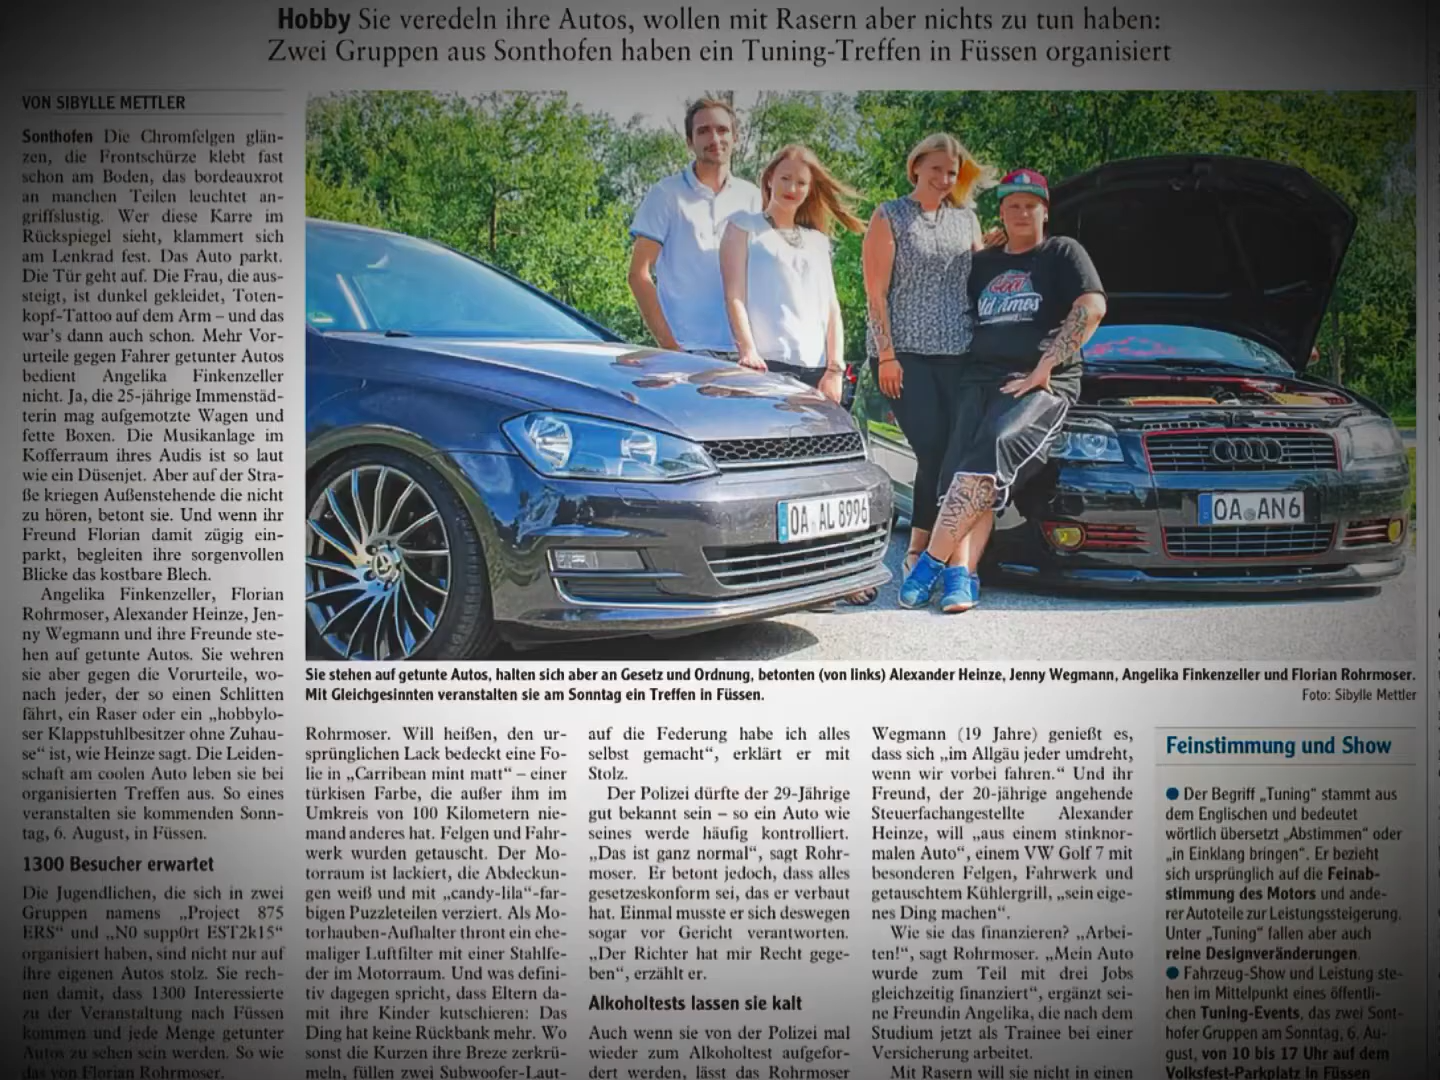 Hobby Sie veredeln ihre Autos, wollen mit Rasern aber nichts zu tun haben:
Zwei Gruppen aus Sonthofen haben ein Tuning-Treffen in Füssen organisiert
VON SIBYLLE METTLER
Sonthofen Die Chromfelgen glän-
zen, die Frontschürze klebt fast
schon am Boden, das bordeauxrot
an manchen Teilen leuchtet an-
griffslustig. Wer diese Karre im
Rückspiegel sieht, klammert sich
am Lenkrad fest. Das Auto parkt.
Die Tür geht auf. Die Frau, die aus-
steigt, ist dunkel gekleidet, Toten-
kopf-Tattoo auf dem Arm – und das
war's dann auch schon. Mehr Vor-
urteile gegen Fahrer getunter Autos
bedient Angelika Finkenzeller
nicht. Ja, die 25-jährige Immenstäd-
terin mag aufgemotzte Wagen und
fette Boxen. Die Musikanlage im
Kofferraum ihres Audis ist so laut
wie ein Düsenjet. Aber auf der Stra-
ße kriegen Außenstehende die nicht
zu hören, betont sie. Und wenn ihr
Freund Florian damit zügig ein-
parkt, begleiten ihre sorgenvollen
Blicke das kostbare Blech.
Angelika Finkenzeller, Florian
Rohrmoser, Alexander Heinze, Jen-
ny Wegmann und ihre Freunde ste-
hen auf getunte Autos. Sie wehren
sie aber gegen die Vorurteile, wo-
nach jeder, der so einen Schlitten
fährt, ein Raser oder ein „hobbylo-
ser Klappstuhlbesitzer ohne Zuhau-
se“ ist, wie Heinze sagt. Die Leiden-
schaft am coolen Auto leben sie bei
organisierten Treffen aus. So eines
veranstalten sie kommenden Sonn-
tag, 6. August, in Füssen.
1300 Besucher erwartet
Die Jugendlichen, die sich in zwei
Gruppen namens „Project 875
ERS“ und „N0 supp0rt EST2k15“
organisiert haben, sind nicht nur auf
ihre eigenen Autos stolz. Sie rech-
nen damit, dass 1300 Interessierte
zu der Veranstaltung nach Füssen
kommen und jede Menge getunter
Autos zu sehen sein werden. So wie
das von Florian Rohrmoser.
Good
Old Times
OA AL 8996
OA AN 6
Sie stehen auf getunte Autos, halten sich aber an Gesetz und Ordnung, betonten (von links) Alexander Heinze, Jenny Wegmann, Angelika Finkenzeller und Florian Rohrmoser.
Mit Gleichgesinnten veranstalten sie am Sonntag ein Treffen in Füssen.
Foto: Sibylle Mettler
Rohrmoser. Will heißen, den ur-
sprünglichen Lack bedeckt eine Fo-
lie in „Carribean mint matt“ – einer
türkisen Farbe, die außer ihm im
Umkreis von 100 Kilometern nie-
mand anderes hat. Felgen und Fahr-
werk wurden getauscht. Der Mo-
torraum ist lackiert, die Abdeckun-
gen weiß und mit „candy-lila“-far-
bigen Puzzleteilen verziert. Als Mo-
torhauben-Aufhalter thront ein ehe-
maliger Luftfilter mit einer Stahlfe-
der im Motorraum. Und was defini-
tiv dagegen spricht, dass Eltern da-
mit ihre Kinder kutschieren: Das
Ding hat keine Rückbank mehr. Wo
sonst die Kurzen ihre Breze zerkrü-
meln, füllen zwei Subwoofer-Laut-
auf die Federung habe ich alles
selbst gemacht“, erklärt er mit
Stolz.
Der Polizei dürfte der 29-Jährige
gut bekannt sein – so ein Auto wie
seines werde häufig kontrolliert.
„Das ist ganz normal“, sagt Rohr-
moser. Er betont jedoch, dass alles
gesetzeskonform sei, das er verbaut
hat. Einmal musste er sich deswegen
sogar vor Gericht verantworten.
„Der Richter hat mir Recht gege-
ben“, erzählt er.
Alkoholtests lassen sie kalt
Auch wenn sie von der Polizei mal
wieder zum Alkoholtest aufgefor-
dert werden, lässt das Rohrmoser
Wegmann (19 Jahre) genießt es,
dass sich „im Allgäu jeder umdreht,
wenn wir vorbei fahren.“ Und ihr
Freund, der 20-jährige angehende
Steuerfachangestellte Alexander
Heinze, will „aus einem stinknor-
malen Auto“, einem VW Golf 7 mit
besonderen Felgen, Fahrwerk und
getauschtem Kühlergrill, „sein eige-
nes Ding machen“.
Wie sie das finanzieren? „Arbei-
ten!“, sagt Rohrmoser. „Mein Auto
wurde zum Teil mit drei Jobs
gleichzeitig finanziert“, ergänzt sei-
ne Freundin Angelika, die nach dem
Studium jetzt als Trainee bei einer
Versicherung arbeitet.
Mit Rasern will sie nicht in einen
Feinstimmung und Show
● Der Begriff „Tuning“ stammt aus
dem Englischen und bedeutet
wörtlich übersetzt „Abstimmen“ oder
„in Einklang bringen“. Er bezieht
sich ursprünglich auf die Feinab-
stimmung des Motors und ande-
rer Autoteile zur Leistungssteigerung.
Unter „Tuning“ fallen aber auch
reine Designveränderungen.
● Fahrzeug-Show und Leistung ste-
hen im Mittelpunkt eines öffentli-
chen Tuning-Events, das zwei Sont-
hofer Gruppen am Sonntag, 6. Au-
gust, von 10 bis 17 Uhr auf dem
Volksfest-Parkplatz in Füssen